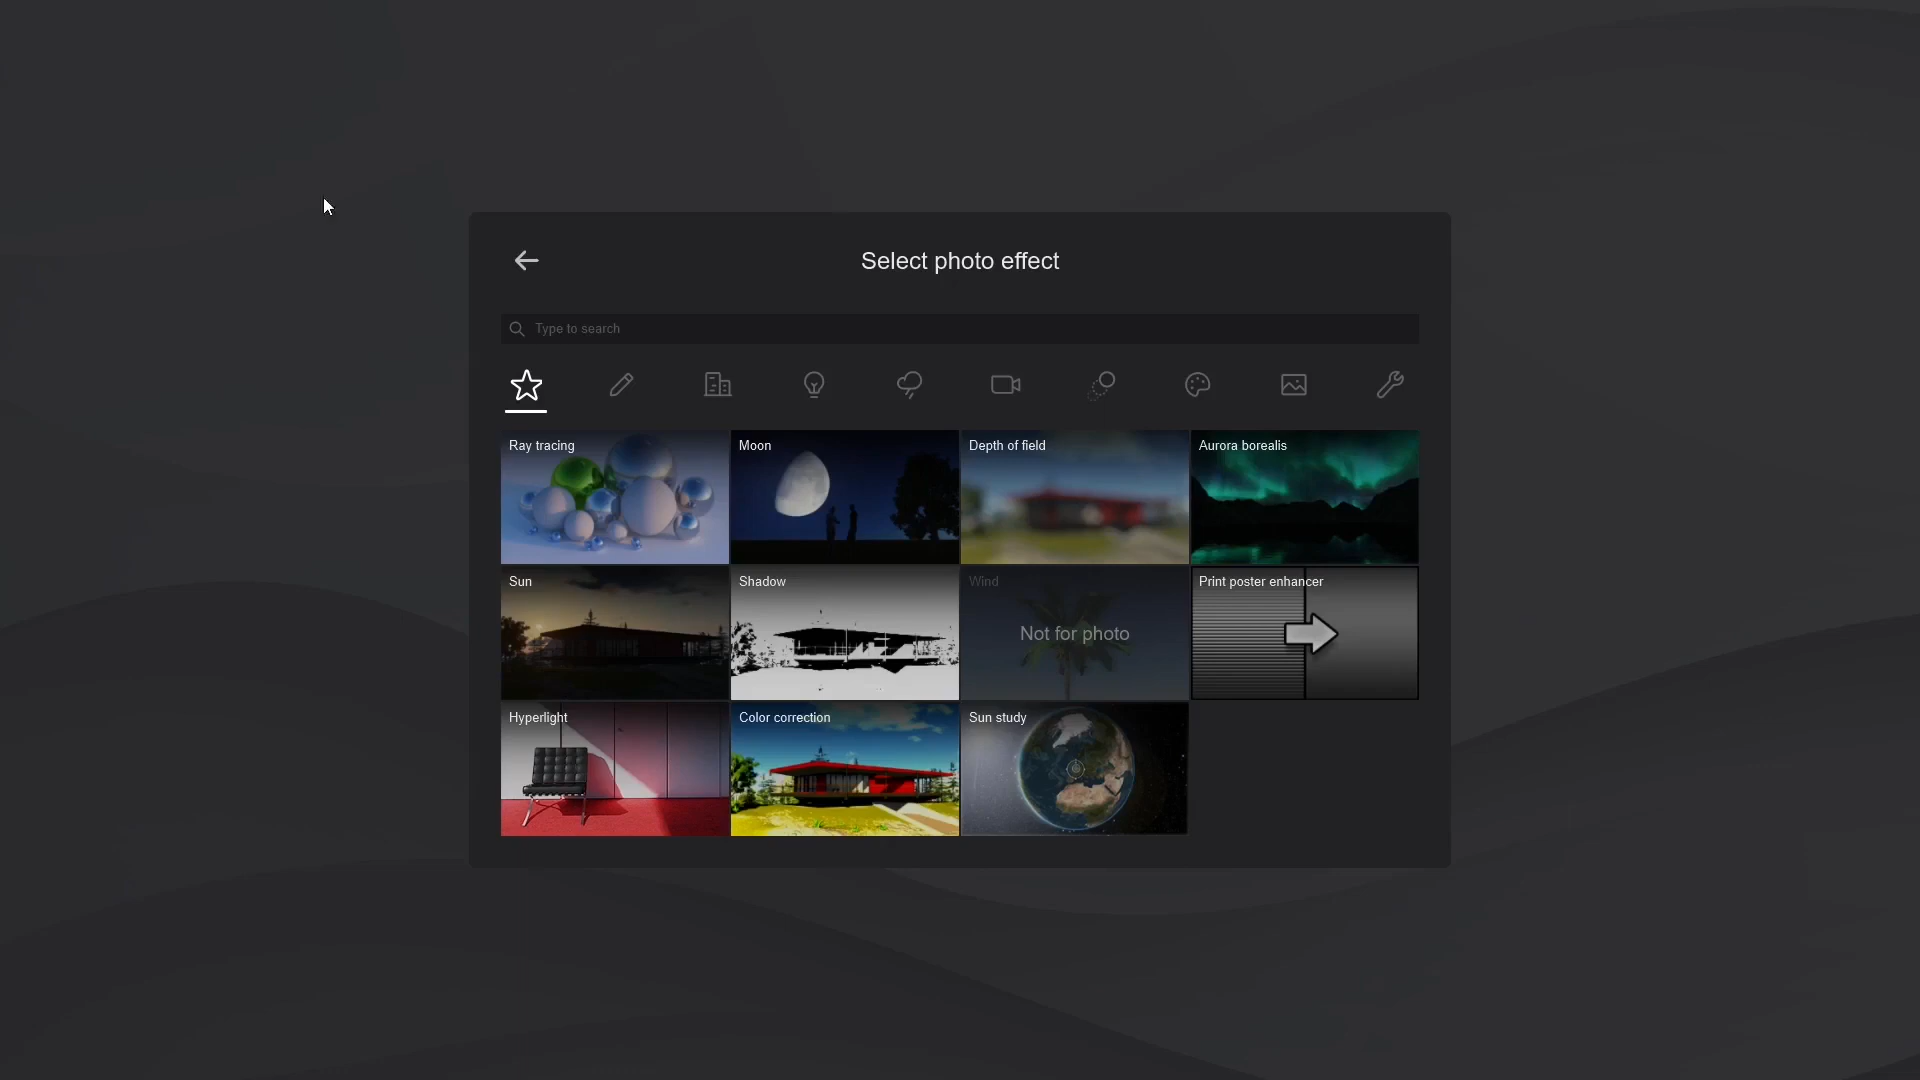 Select photo effect
Type to search
Ray tracing
Moon
Depth of field
Aurora borealis
Sun
Shadow
Wind
Not for photo
Print poster enhancer
Hyperlight
Color correction
Sun study